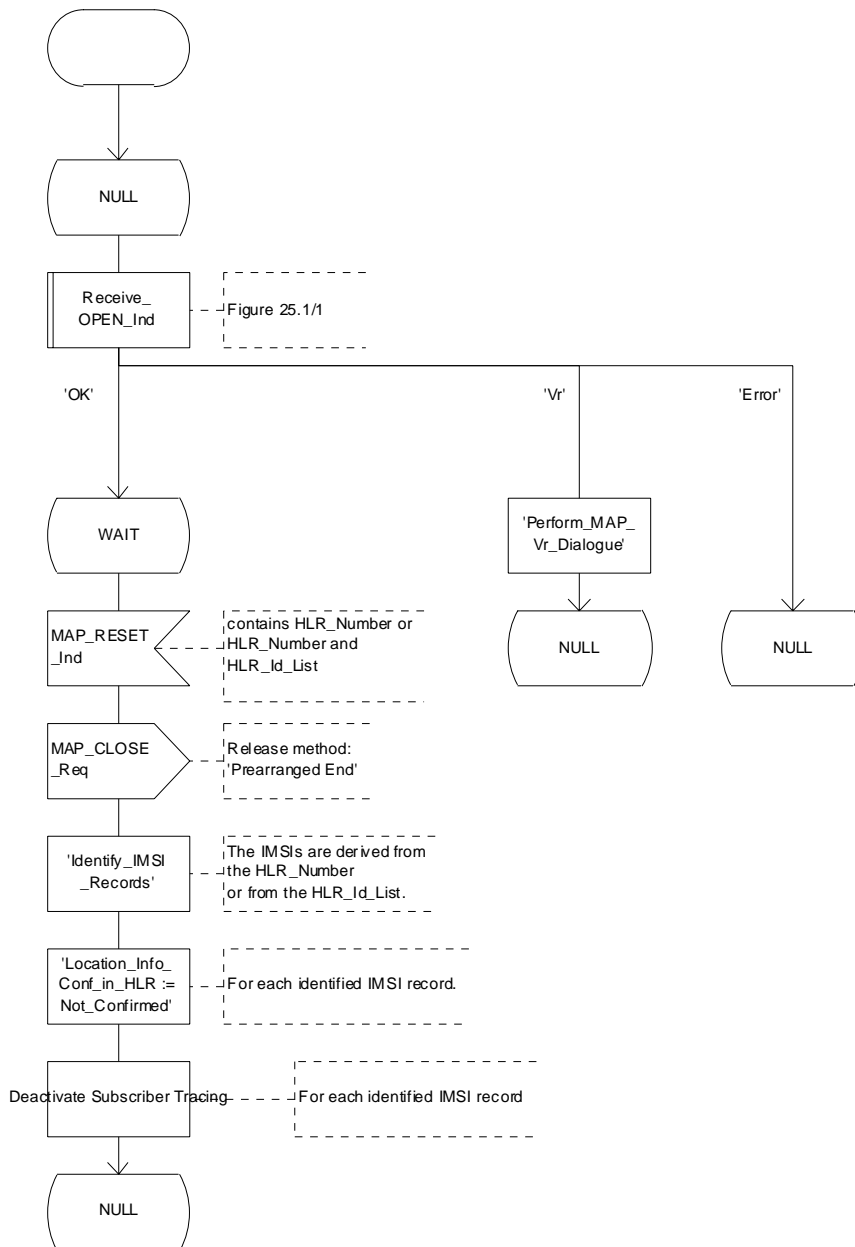 NULL
Receive_
OPEN_Ind
Figure 25.1/1
'OK'
'Vr'
'Error'
WAIT
'Perform_MAP_
Vr_Dialogue'
MAP_RESET
_Ind
contains HLR_Number or
HLR_Number and
HLR_Id_List
NULL
NULL
MAP_CLOSE
_Req
Release method:
'Prearranged End'
'Identify_IMSI
_Records'
The IMSIs are derived from
the HLR_Number
or from the HLR_Id_List.
'Location_Info_
Conf_in_HLR :=
Not_Confirmed'
For each identified IMSI record.
Deactivate Subscriber Tracing
For each identified IMSI record
NULL